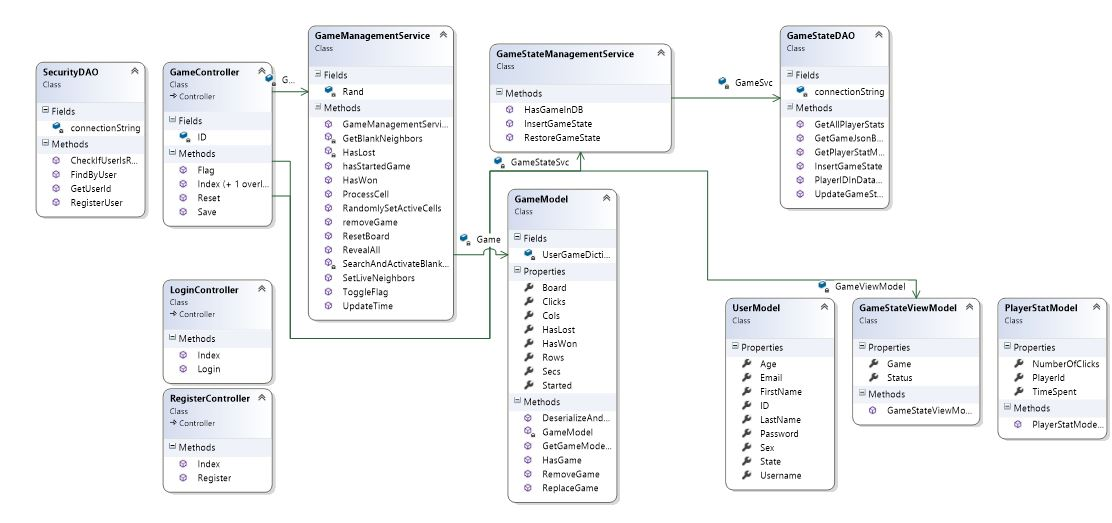 SecurityDAO
Class
Fields
connectionString
Methods
CheckIfUserIsR...
FindByUser
GetUserId
RegisterUser
GameController
Class
Controller
Fields
ID
Methods
Flag
Index (+ 1 overl...
Reset
Save
G...
LoginController
Class
Controller
Methods
Index
Login
RegisterController
Class
Controller
Methods
Index
Register
GameManagementService
Class
Fields
Rand
Methods
GameManagementServi...
GetBlankNeighbors
HasLost
hasStartedGame
HasWon
ProcessCell
RandomlySetActiveCells
removeGame
ResetBoard
RevealAll
SearchAndActivateBlank...
SetLiveNeighbors
ToggleFlag
UpdateTime
Game
GameStateManagementService
Class
Methods
HasGameInDB
InsertGameState
RestoreGameState
GameStateSvc
GameModel
Class
Fields
UserGameDicti...
Properties
Board
Clicks
Cols
HasLost
HasWon
Rows
Secs
Started
Methods
DeserializeAnd...
GameModel
GetGameMode...
HasGame
RemoveGame
ReplaceGame
GameSvc
GameStateDAO
Class
Fields
connectionString
Methods
GetAllPlayerStats
GetGameJsonB...
GetPlayerStatM...
InsertGameState
PlayerIDInData...
UpdateGameSt...
GameViewModel
UserModel
Class
Properties
Age
Email
FirstName
ID
LastName
Password
Sex
State
Username
GameStateViewModel
Class
Properties
Game
Status
Methods
GameStateViewMo...
PlayerStatModel
Class
Properties
NumberOfClicks
PlayerId
TimeSpent
Methods
PlayerStatMode...